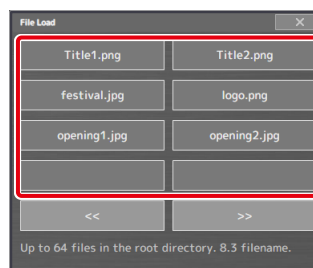 File Load
Title1.png Title2.png
festival.jpg logo.png
opening1.jpg opening2.jpg
<< >>
Up to 64 files in the root directory. 8.3 filename.